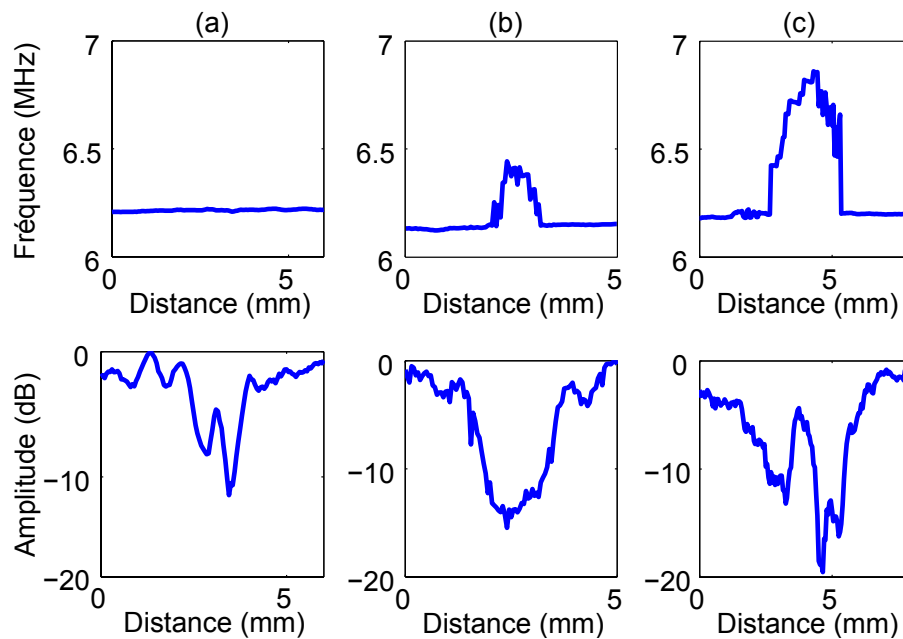 (a) (b) (c)
Fréquence (MHz)
7 7 7
6.5 6.5 6.5
6 6 6
0 5 0 5 0 5
Distance (mm) Distance (mm) Distance (mm)
Amplitude (dB)
0 0 0
−10 −10 −10
−20 −20 −20
0 5 0 5 0 5
Distance (mm) Distance (mm) Distance (mm)